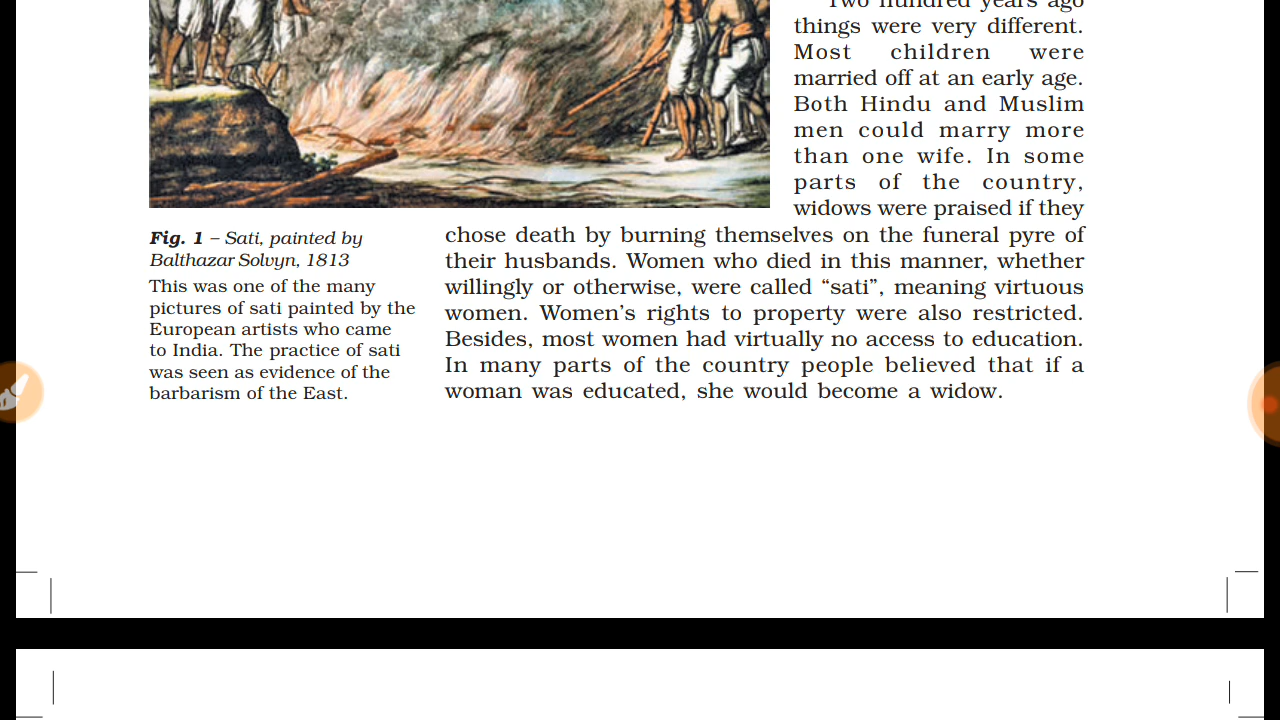 Two hundred years ago
things were very different.
Most children were
married off at an early age.
Both Hindu and Muslim
men could marry more
than one wife. In some
parts of the country,
widows were praised if they
chose death by burning themselves on the funeral pyre of
their husbands. Women who died in this manner, whether
willingly or otherwise, were called “sati”, meaning virtuous
women. Women’s rights to property were also restricted.
Besides, most women had virtually no access to education.
In many parts of the country people believed that if a
woman was educated, she would become a widow.
Fig. 1 – Sati, painted by
Balthazar Solvyn, 1813
This was one of the many
pictures of sati painted by the
European artists who came
to India. The practice of sati
was seen as evidence of the
barbarism of the East.